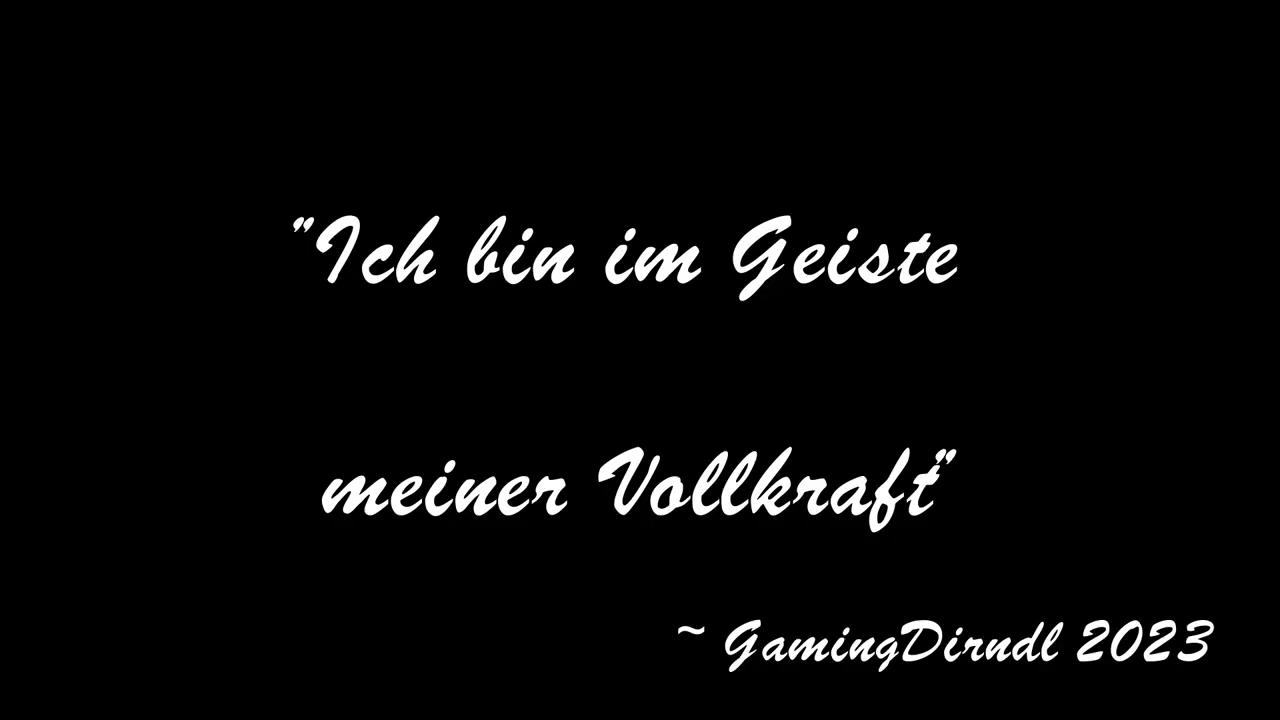 "Ich bin im Geiste
meiner Vollkraft"
~ GamingDirndl 2023